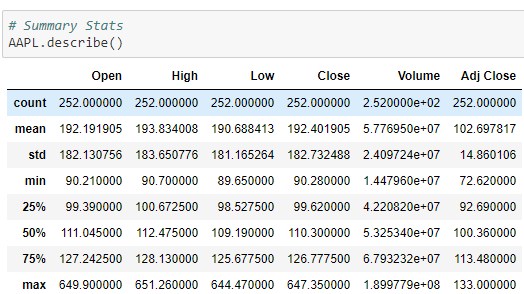 # Summary Stats
AAPL.describe()
Open High Low Close Volume Adj Close
count 252.000000 252.000000 252.000000 252.000000 2.520000e+02 252.000000
mean 192.191905 193.834008 190.688413 192.401905 5.776950e+07 102.697817
std 182.130756 183.650776 181.165264 182.732488 2.409724e+07 14.860106
min 90.210000 90.700000 89.650000 90.280000 1.447960e+07 72.620000
25% 99.390000 100.672500 98.527500 99.620000 4.220820e+07 92.690000
50% 111.045000 112.475000 109.190000 110.300000 5.325340e+07 100.360000
75% 127.242500 128.130000 125.677500 126.777500 6.793232e+07 113.480000
max 649.900000 651.260000 644.470000 647.350000 1.899779e+08 133.000000